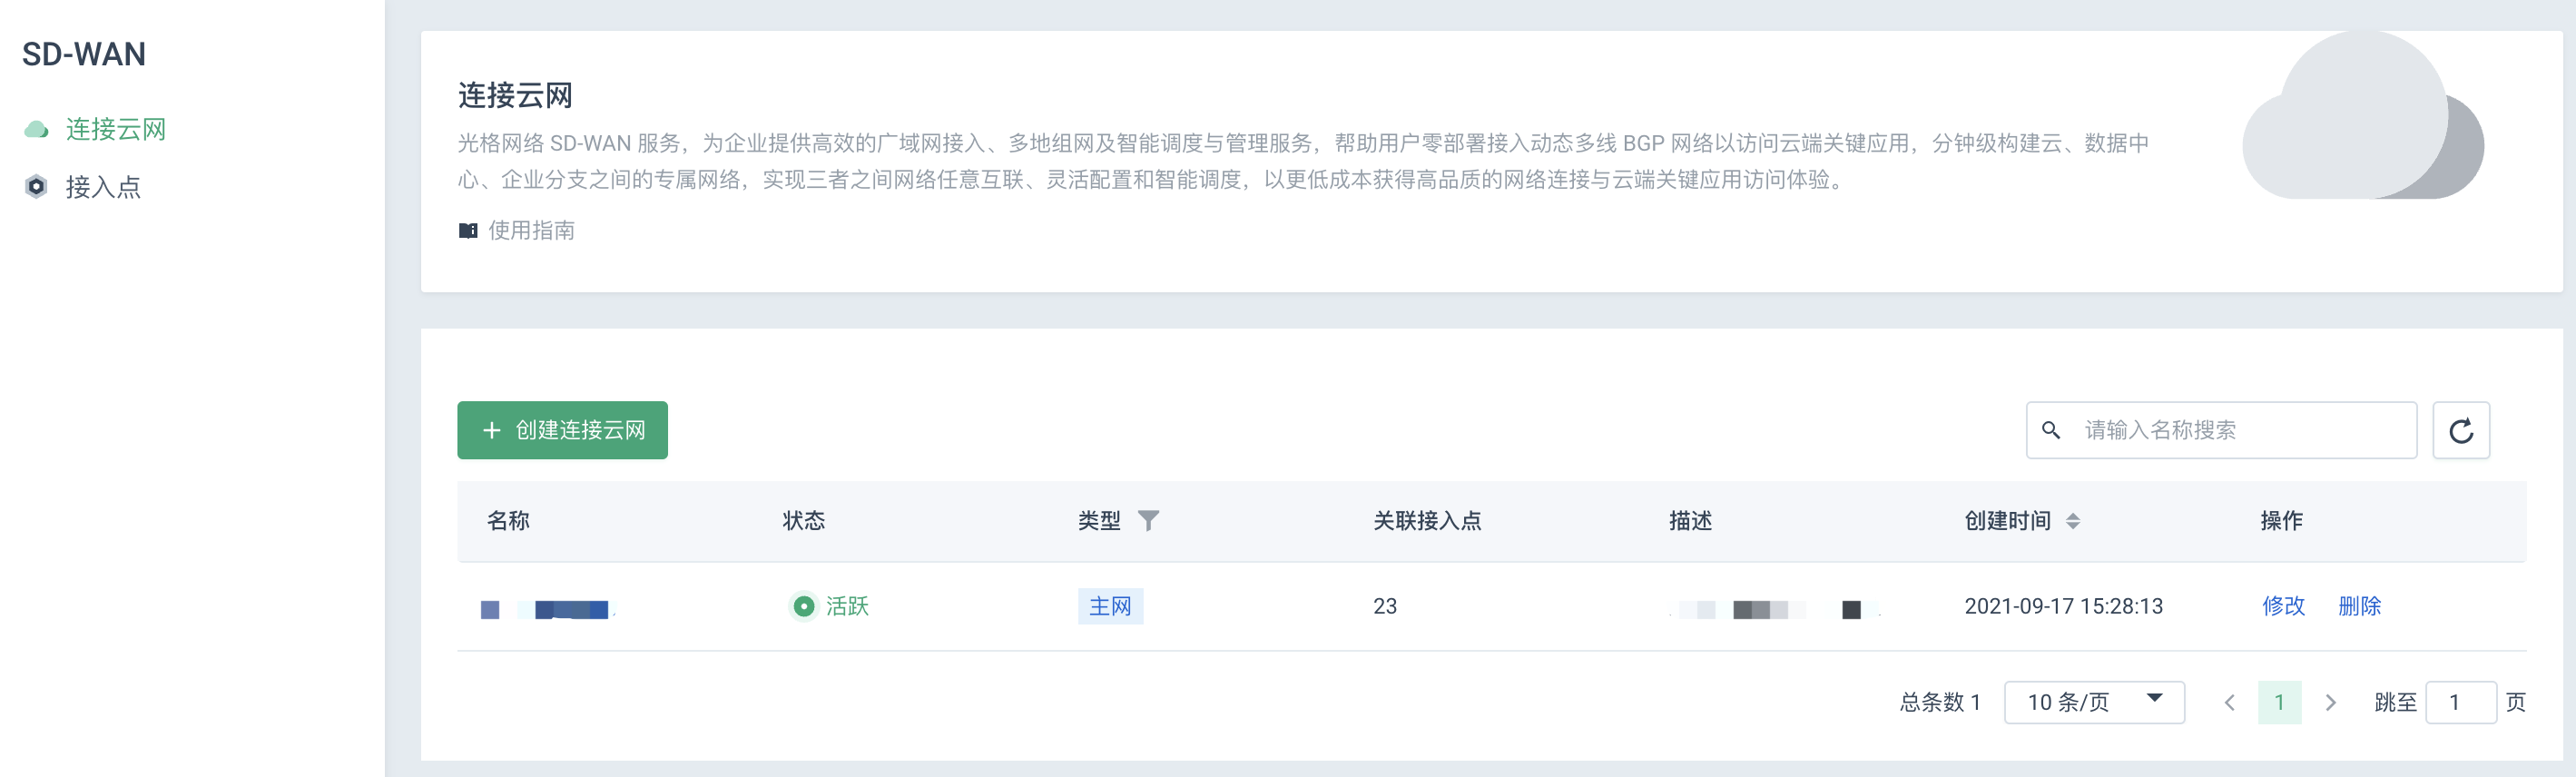 SD-WAN
连接云网
接入点
连接云网
光格网络 SD-WAN 服务，为企业提供高效的广域网接入、多地组网及智能调度与管理服务，帮助用户零部署接入动态多线 BGP 网络以访问云端关键应用，分钟级构建云、数据中
心、企业分支之间的专属网络，实现三者之间网络任意互联、灵活配置和智能调度，以更低成本获得高品质的网络连接与云端关键应用访问体验。
使用指南
+ 创建连接云网
请输入名称搜索
名称 状态 类型 关联接入点 描述 创建时间 操作
活跃 主网 23 2021-09-17 15:28:13 修改 删除
总条数 1 10 条/页 < 1 > 跳至 1 页